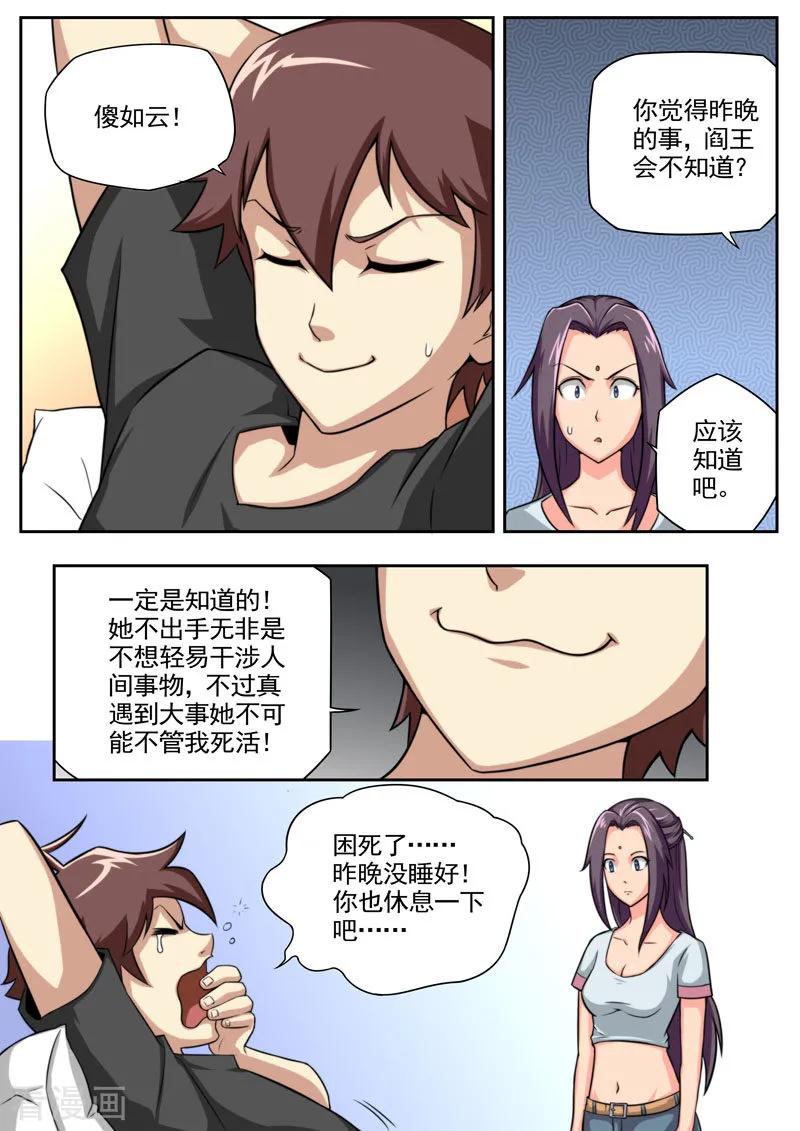 傻如云！
你觉得昨晚
的事，阎王
会不知道？
应该
知道
吧。
一定是知道的！
她不出手无非是
不想轻易干涉人
间事物，不过真
遇到大事她不可
能不管我死活！
困死了……
昨晚没睡好！
你也休息一下
吧……
看漫画